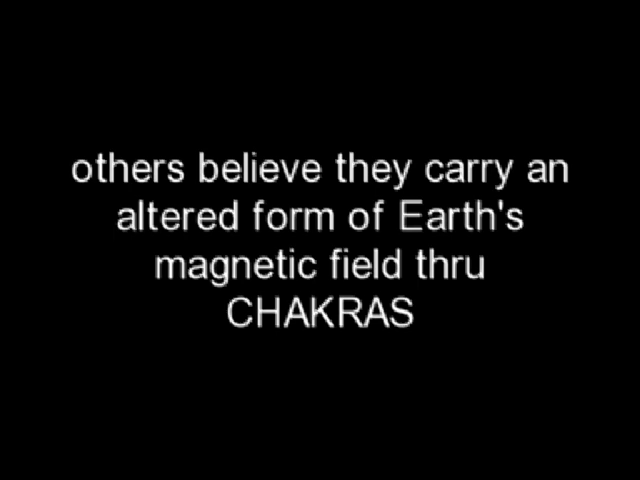 others believe they carry an
altered form of Earth's
magnetic field thru
CHAKRAS